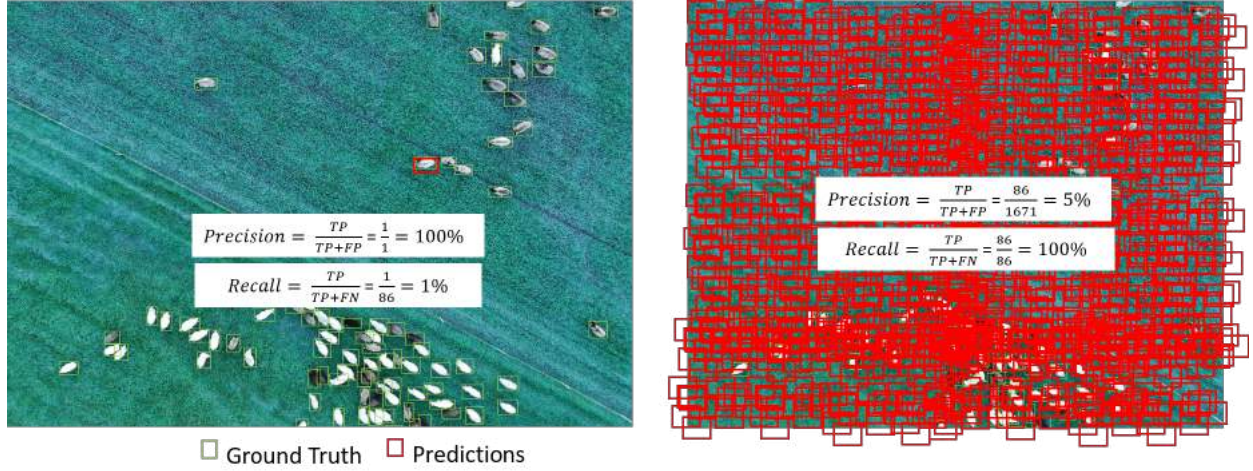 Precision = TP/TP+FP = 1/1 = 100%
Recall = TP/TP+FN = 1/86 = 1%
Precision = TP/TP+FP = 86/1671 = 5%
Recall = TP/TP+FN = 86/86 = 100%
Ground Truth Predictions